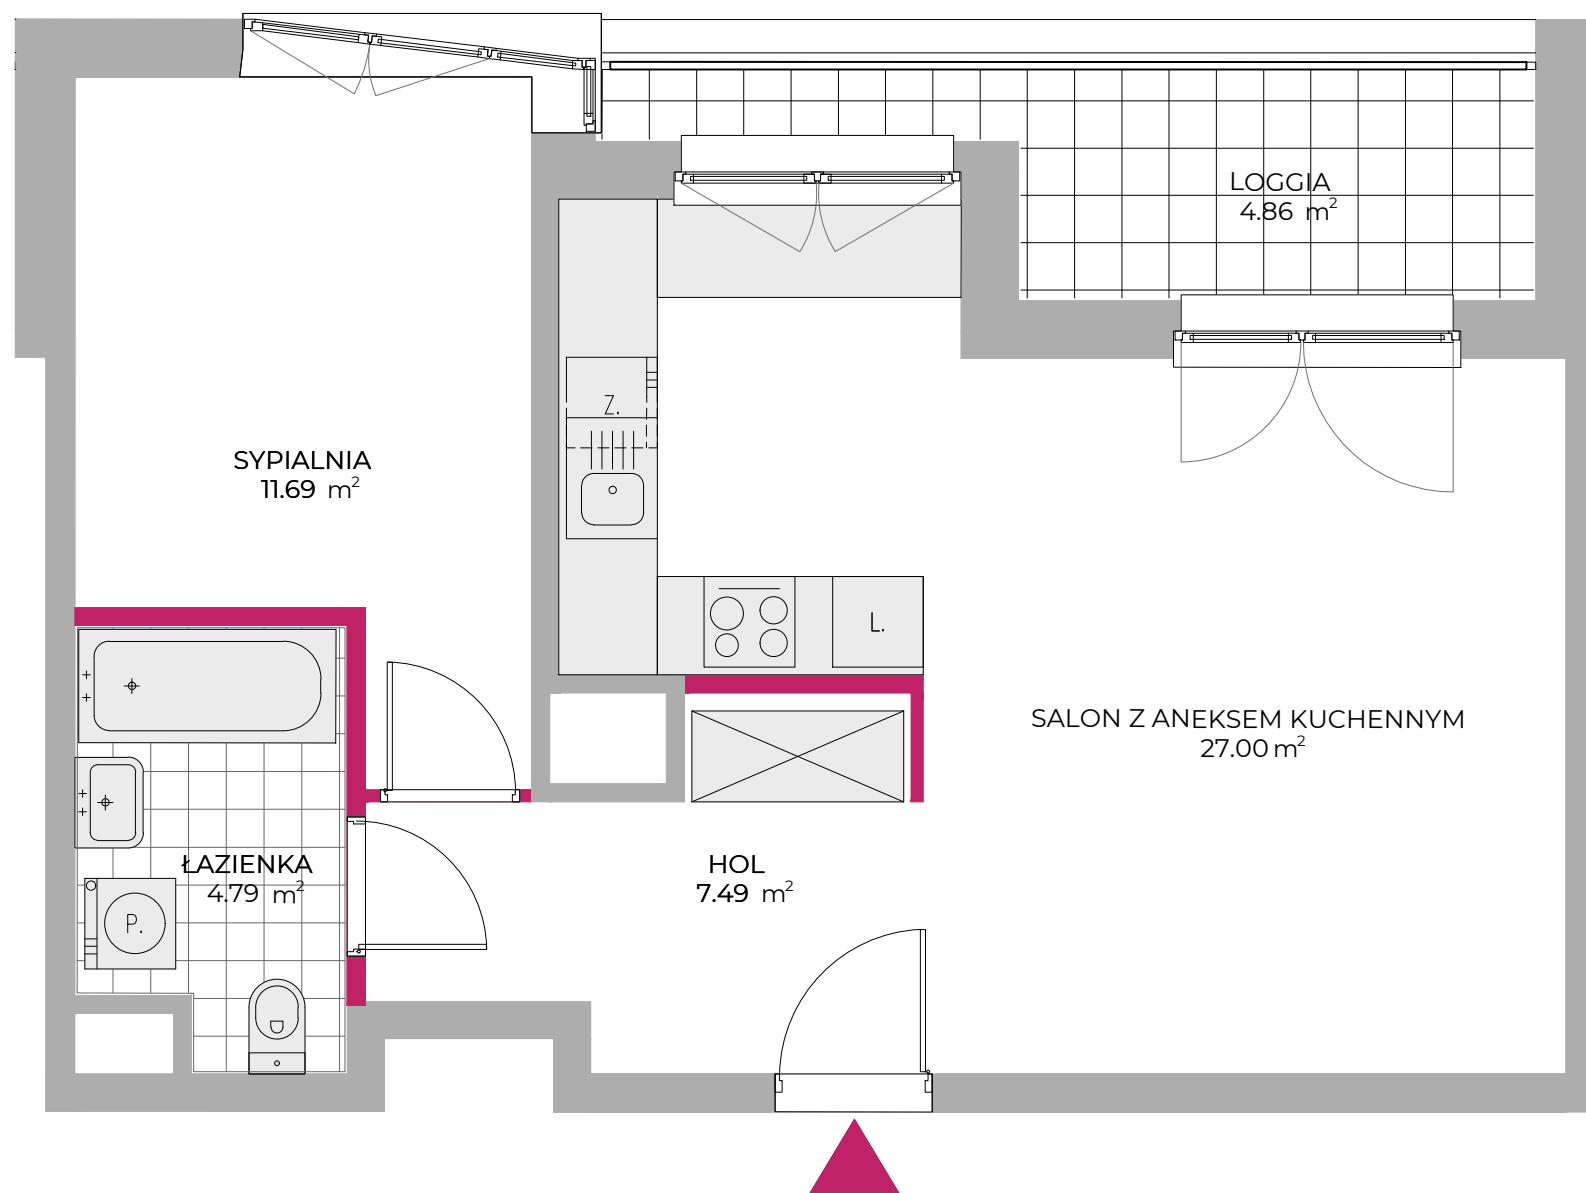 LOGGIA
4.86 m²
Z.
SYPIALNIA
11.69 m²
L.
SALON Z ANEKSEM KUCHENNYM
27.00 m²
ŁAZIENKA
4.79 m²
HOL
7.49 m²
P.